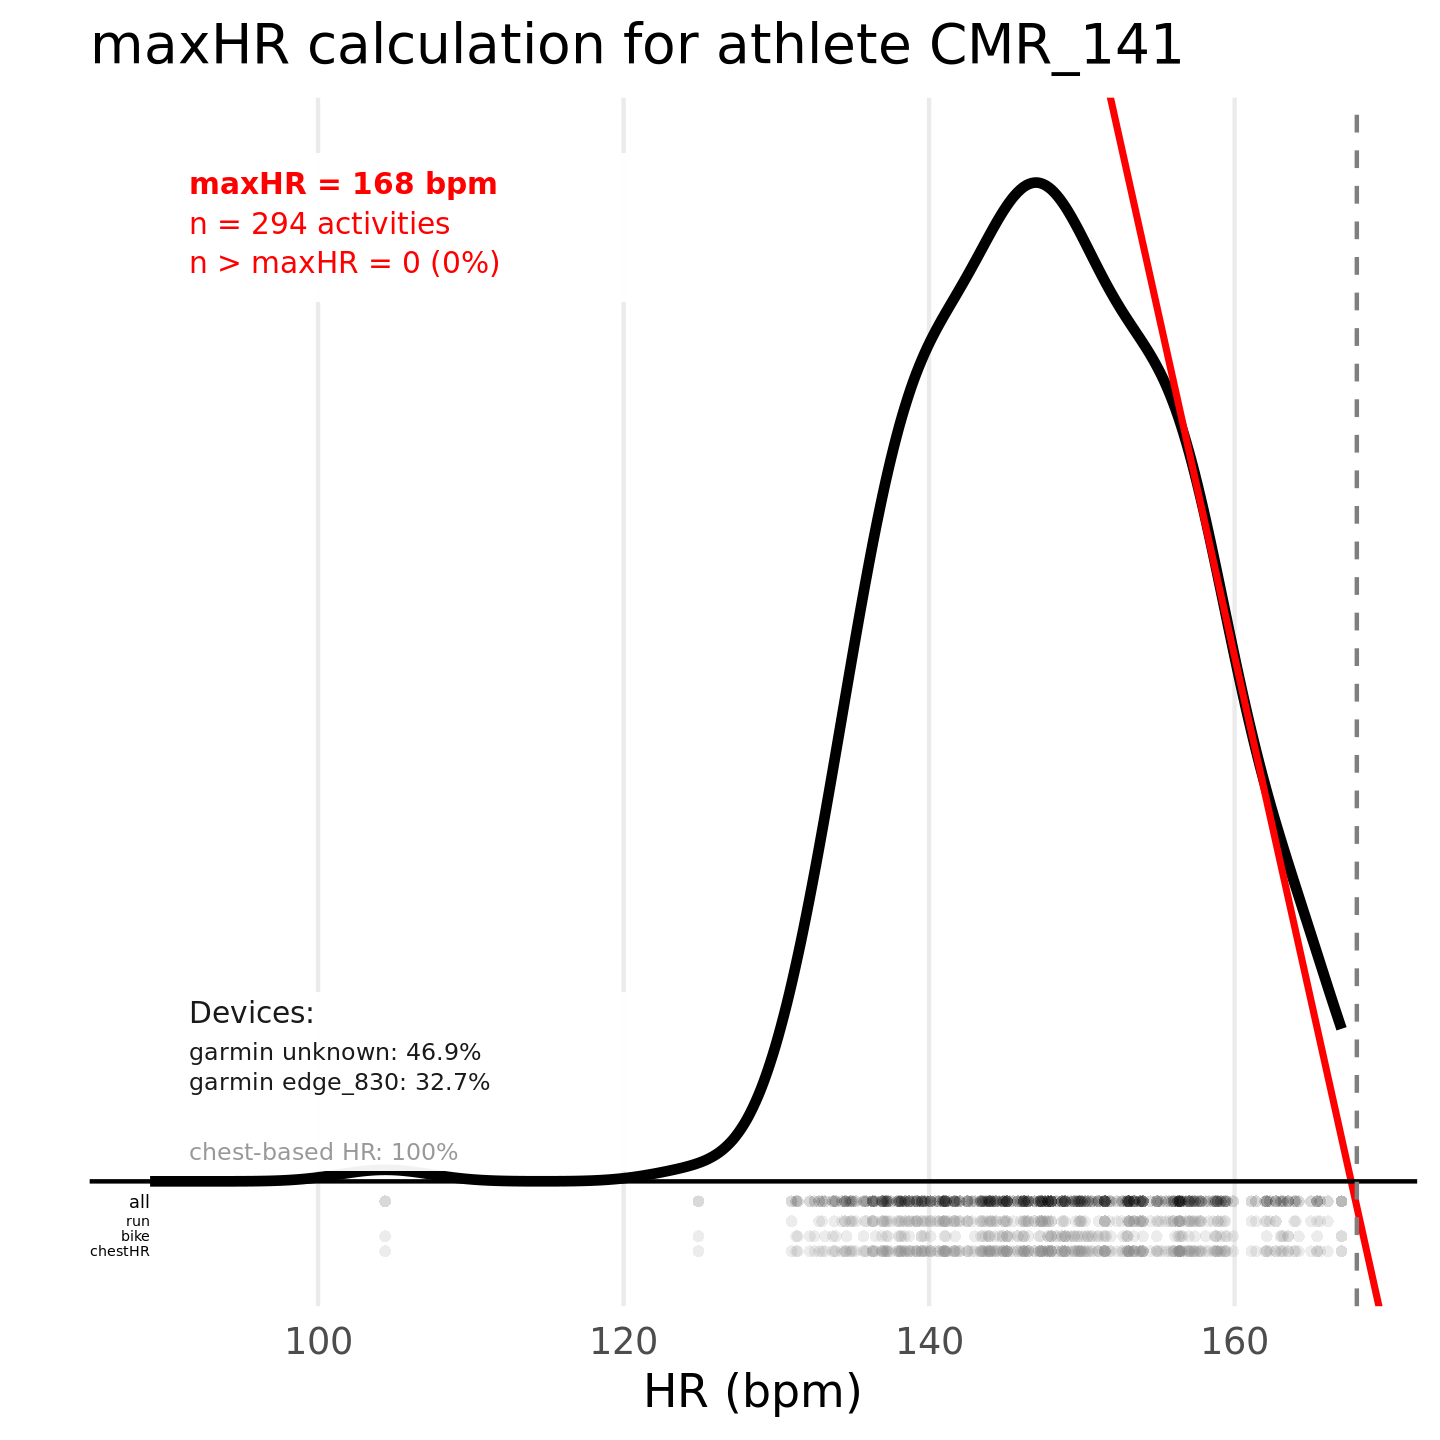 maxHR calculation for athlete CMR_141
maxHR = 168 bpm
n = 294 activities
n > maxHR = 0 (0%)
Devices:
garmin unknown: 46.9%
garmin edge_830: 32.7%
chest-based HR: 100%
all
run
bike
chestHR
100 120 140 160
HR (bpm)